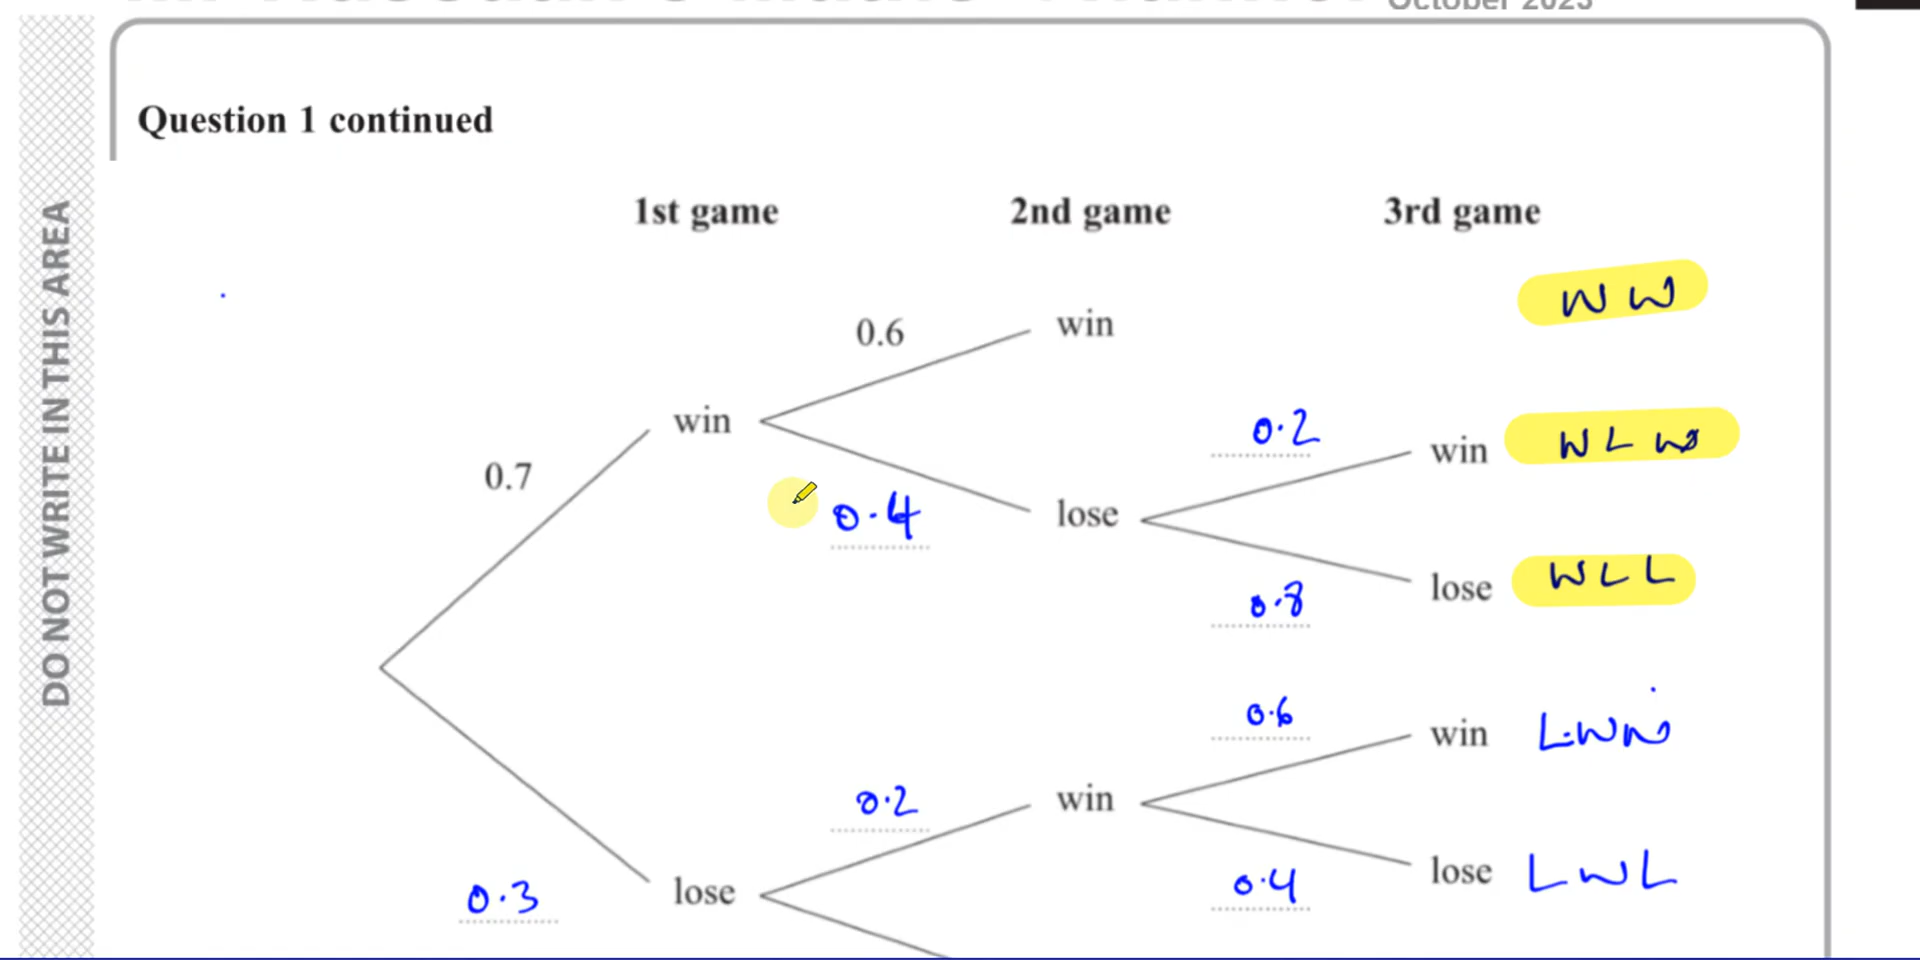 October 2023
Question 1 continued
DO NOT WRITE IN THIS AREA
1st game 2nd game 3rd game
W W
0.6 win
0.2
win
win W L W
0.7
0.4
lose
0.8
lose W L L
0.6
win L W W
0.2
win
lose L W L
0.4
0.3
lose